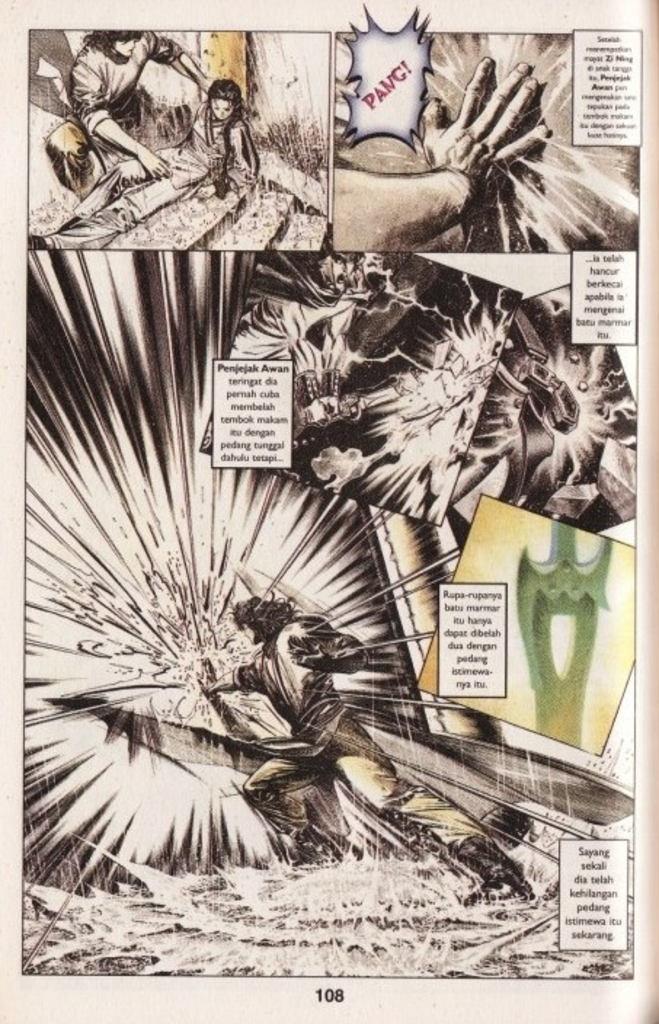 PANG!
Setelah
menempatkan
mayat Zi Ning
di anak tangga
itu, Penjejak
Awan pun
mengenakan satu
tepukan pada
tembok makam
itu dengan sekuat
kuat hatinya.
...ia telah
hancur
berkecai
apabila ia
mengenai
batu marmar
itu.
Penjejak Awan
teringat dia
pernah cuba
membelah
tembok makam
itu dengan
pedang tunggal
dahulu tetapi...
Rupa-rupanya
batu marmar
itu hanya
dapat dibelah
dua dengan
pedang
istimewa-
nya itu.
Sayang
sekali
dia telah
kehilangan
pedang
istimewa itu
sekarang.
108